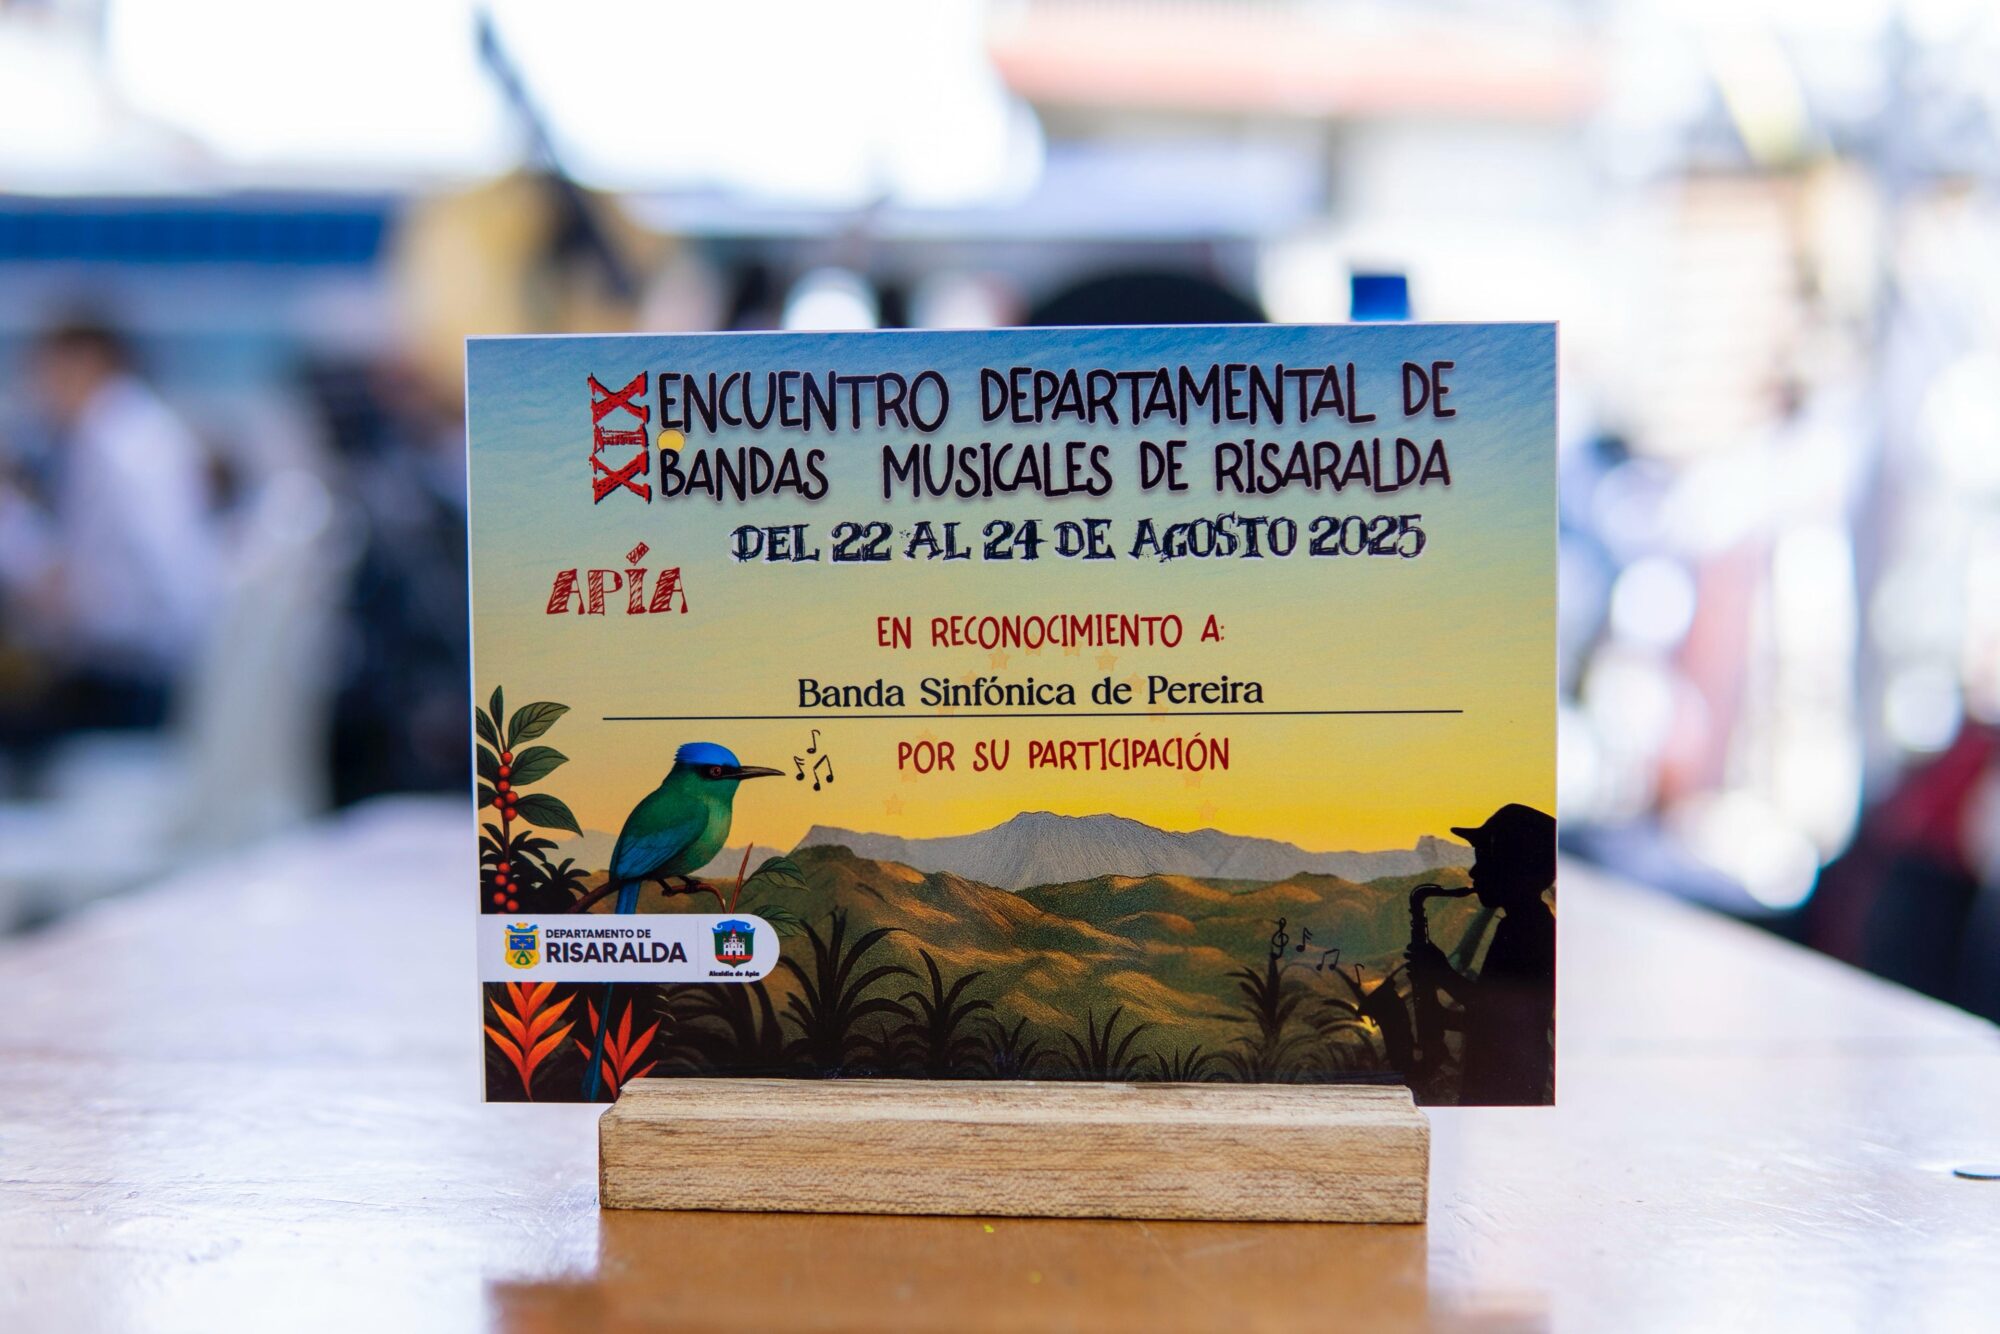 XIX
ENCUENTRO DEPARTAMENTAL DE
BANDAS MUSICALES DE RISARALDA
DEL 22 AL 24 DE AGOSTO 2025
APÍA
EN RECONOCIMIENTO A:
Banda Sinfónica de Pereira
POR SU PARTICIPACIÓN
DEPARTAMENTO DE
RISARALDA
Alcaldía de Apía